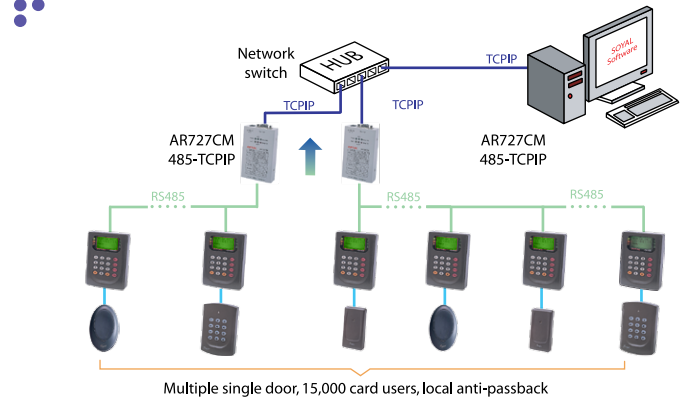 Network
switch
HUB
TCPIP
SOYAL
Software
TCPIP
TCPIP
AR727CM
485-TCPIP
AR727CM
485-TCPIP
RS485
RS485
RS485
Multiple single door, 15,000 card users, local anti-passback